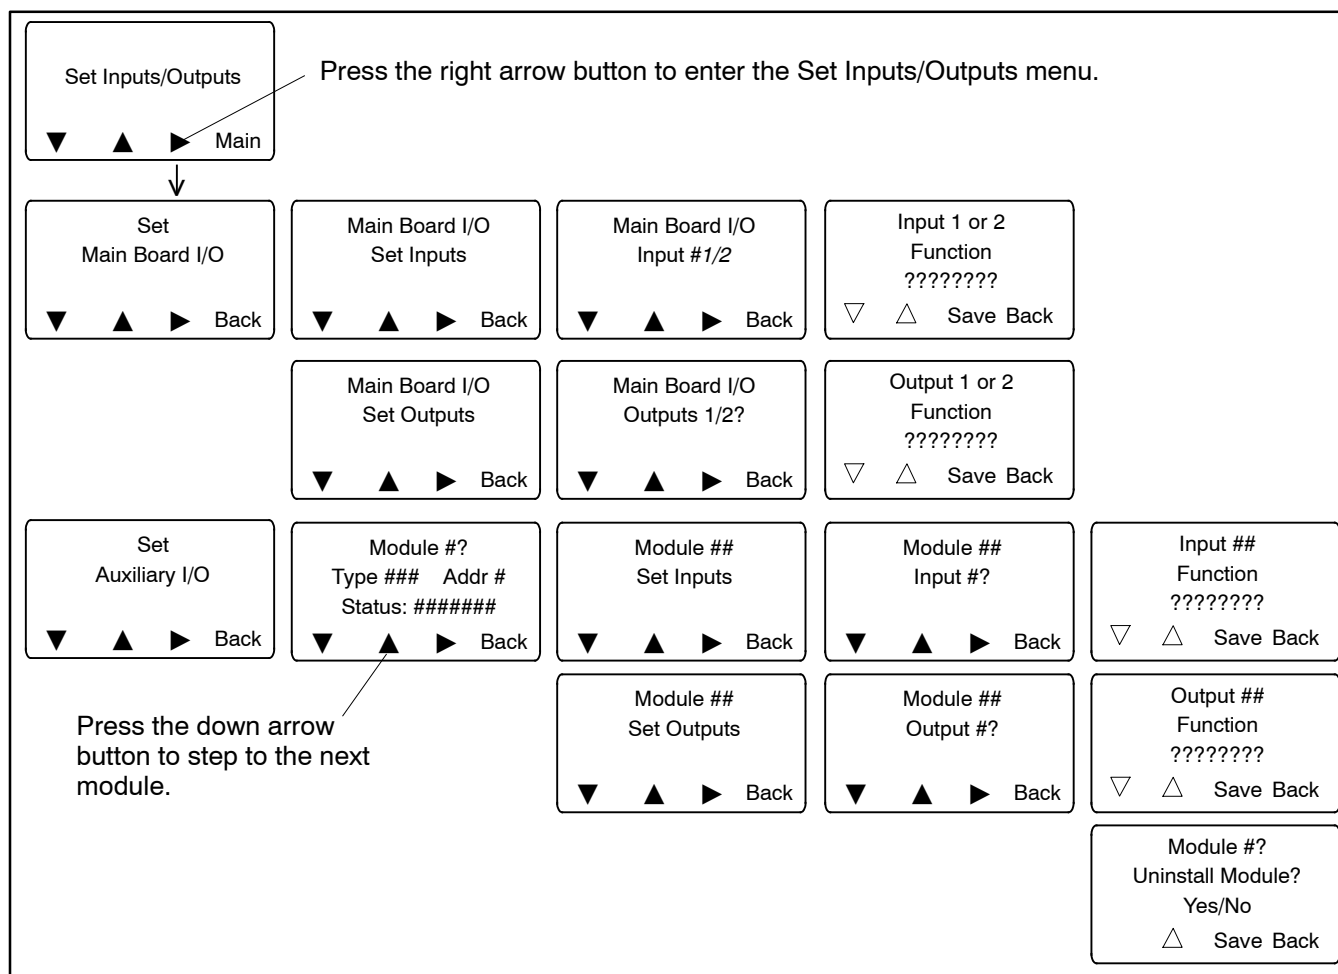 Set Inputs/Outputs
▼ ▲ ▶ Main
Press the right arrow button to enter the Set Inputs/Outputs menu.
Set
Main Board I/O
▼ ▲ ▶ Back
Main Board I/O
Set Inputs
▼ ▲ ▶ Back
Main Board I/O
Input #1/2
▼ ▲ ▶ Back
Input 1 or 2
Function
????????
▽ △ Save Back
Main Board I/O
Set Outputs
▼ ▲ ▶ Back
Main Board I/O
Outputs 1/2?
▼ ▲ ▶ Back
Output 1 or 2
Function
????????
▽ △ Save Back
Set
Auxiliary I/O
▼ ▲ ▶ Back
Module #?
Type ### Addr #
Status: #######
▼ ▲ ▶ Back
Module ##
Set Inputs
▼ ▲ ▶ Back
Module ##
Input #?
▼ ▲ ▶ Back
Input ##
Function
????????
▽ △ Save Back
Press the down arrow
button to step to the next
module.
Module ##
Set Outputs
▼ ▲ ▶ Back
Module ##
Output #?
▼ ▲ ▶ Back
Output ##
Function
????????
▽ △ Save Back
Module #?
Uninstall Module?
Yes/No
△ Save Back